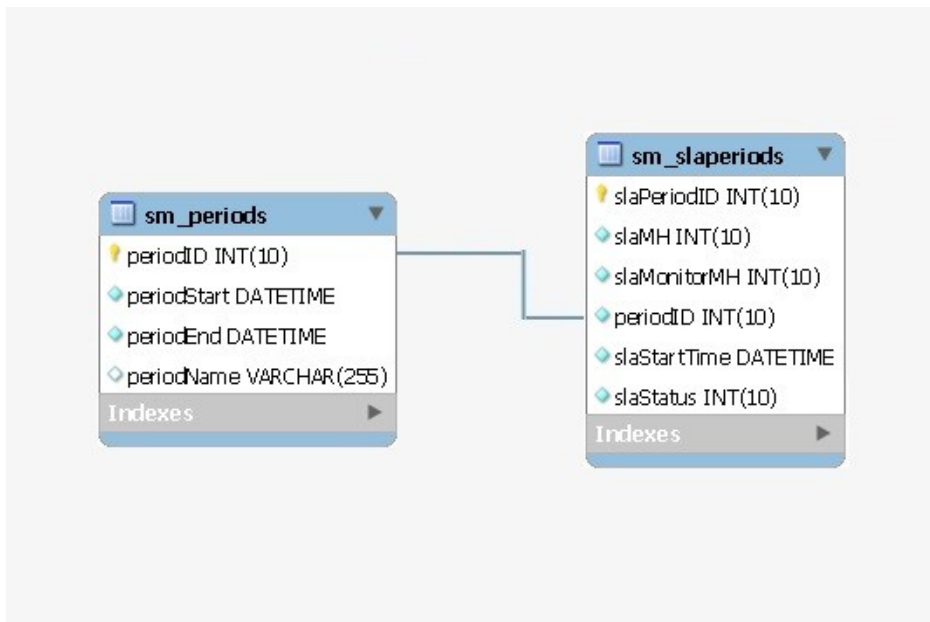 sm_periods
periodID INT(10)
periodStart DATETIME
periodEnd DATETIME
periodName VARCHAR(255)
Indexes
sm_slaperiods
slaPeriodID INT(10)
slaMH INT(10)
slaMonitorMH INT(10)
periodID INT(10)
slaStartTime DATETIME
slaStatus INT(10)
Indexes